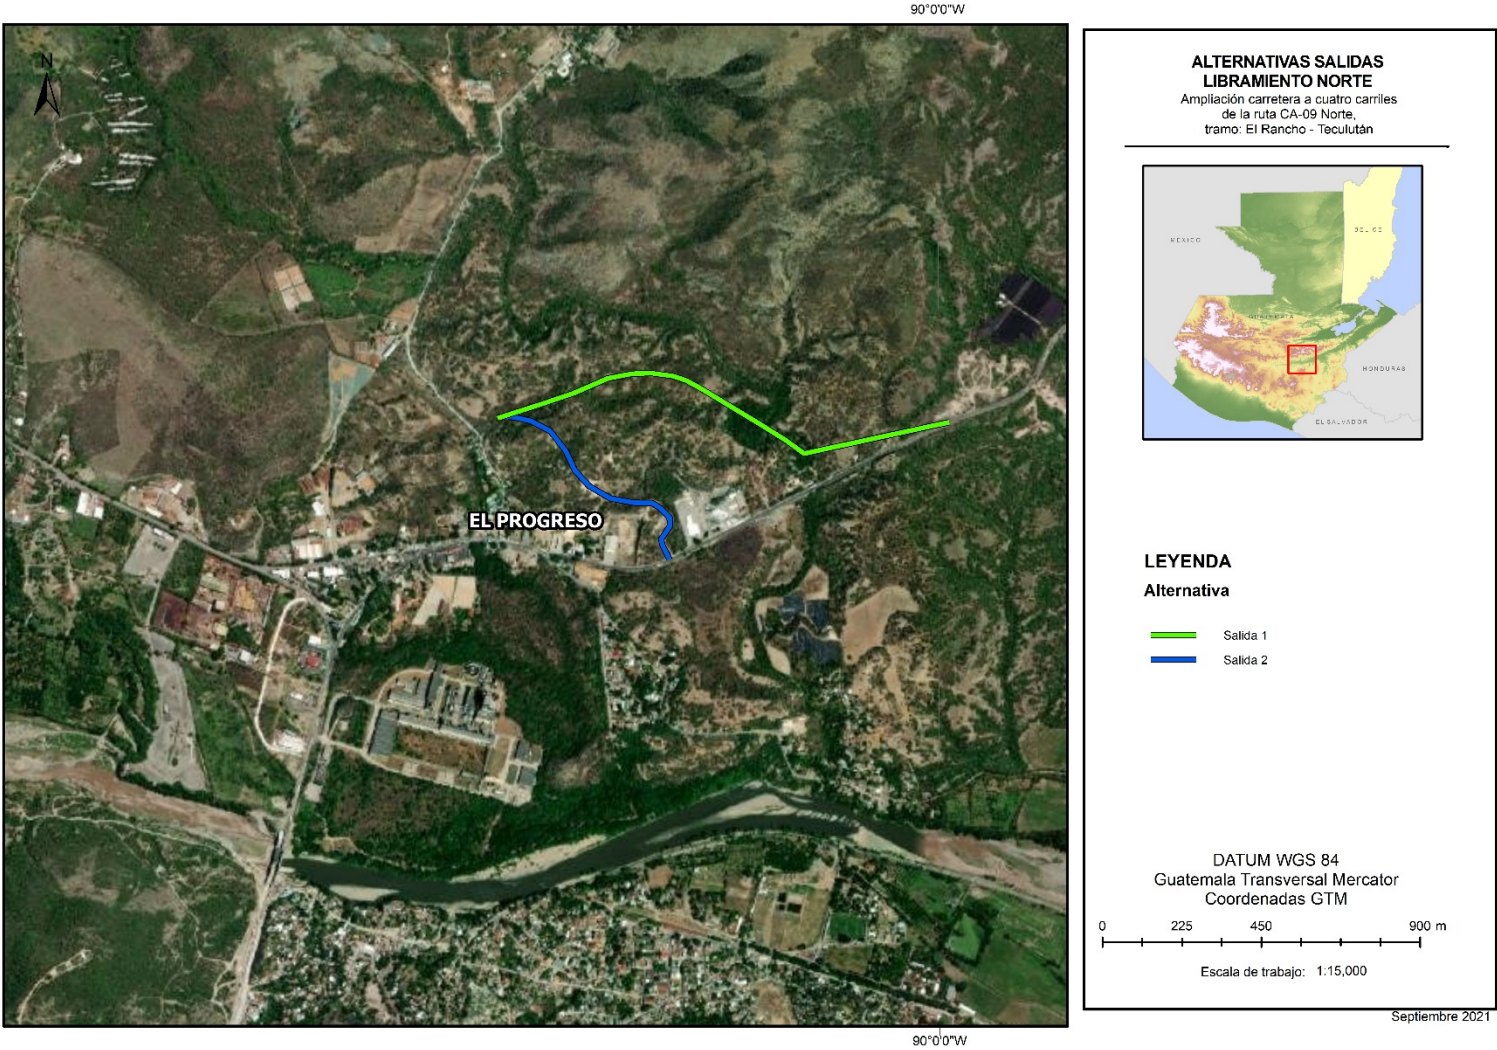 90°0'0"W
N
EL PROGRESO
90°0'0"W
ALTERNATIVAS SALIDAS
LIBRAMIENTO NORTE
Ampliación carretera a cuatro carriles
de la ruta CA-09 Norte,
tramo: El Rancho - Teculután
MEXICO
BELICE
GUATEMALA
HONDURAS
EL SALVADOR
LEYENDA
Alternativa
Salida 1
Salida 2
DATUM WGS 84
Guatemala Transversal Mercator
Coordenadas GTM
0 225 450 900 m
Escala de trabajo: 1:15,000
Septiembre 2021